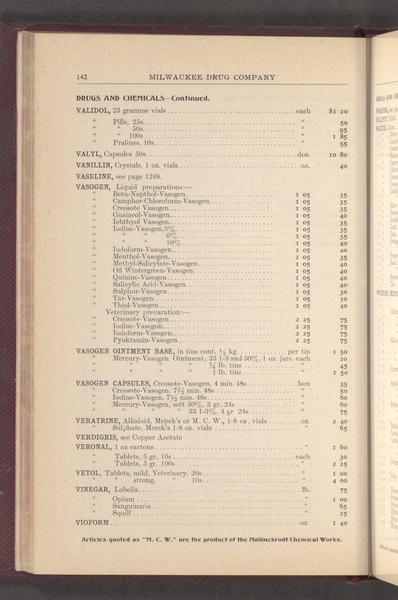 142 MILWAUKEE DRUG COMPANY
DRUGS AND CHEMICALS—Continued.
VALIDOL, 25 gramme vials each $1 20
" Pills, 25s " 50
" " 50s " 95
" " 100s " 1 85
" Pralines, 10s " 55
VALYL, Capsules 50s doz. 10 80
VANILLIN, Crystals, 1 oz. vials oz. 40
VASELINE, see page 1248.
VASOGEN, Liquid preparations:—
" Beta-Napthol-Vasogen 1 05 35
" Camphor-Chloroform-Vasogen 1 05 35
" Creosote Vasogen 1 05 35
" Guaiacol-Vasogen 1 05 40
" Ichthyol Vasogen 1 05 35
" Iodine-Vasogen, 3% 1 05 35
" " " 6% 1 05 35
" " " 10% 1 05 40
" Iodoform-Vasogen 1 05 40
" Menthol-Vasogen 1 05 35
" Methyl-Salicylate-Vasogen 1 05 40
" Oil Wintergreen-Vasogen 1 05 40
" Quinine-Vasogen 1 05 40
" Salicylic Acid-Vasogen 1 05 40
" Sulphur-Vasogen 1 05 30
" Tar-Vasogen 1 05 30
" Thiol-Vasogen 1 05 40
Veterinary preparation:—
" Creosote-Vasogen 2 25 75
" Iodine-Vasogen 2 25 75
" Iodoform-Vasogen 2 25 75
" Pyoktamin-Vasogen 2 25 75
VASOGEN OINTMENT BASE, in tins cont. ½ kg per tin 1 50
" Mercury-Vasogen Ointment, 33 1-3 and 50%, 1 oz. jars. each 20
" " " " ¼ lb. tins " 45
" " " " 1 lb. tins " 1 50
VASOGEN CAPSULES, Creosote-Vasogen, 4 min. 48s box 35
" Creosote-Vasogen, 7½ min. 48s " 50
" Iodine-Vasogen, 7½ min. 48s " 60
" Mercury-Vasogen, soft 50%, 3 gr. 24s " 60
" " " " 33 1-3%, 4 gr 24s " 75
VERATRINE, Alkaloid, Merck's or M. C. W., 1-8 oz. vials oz. 2 40
" Sulphate, Merck's 1-8 oz. vials " 65
VERDIGRIS, see Copper Acetate
VERONAL, 1 oz cartons " 1 60
" Tablets, 5 gr. 10s each 30
" Tablets, 5 gr. 100s " 2 25
VETOL, Tablets, mild, Veterinary, 20s " 1 00
" " strong, " 10s " 4 00
VINEGAR, Lobelia lb. 75
" Opium " 1 00
" Sanguinaria " 65
" Squill " 25
VIOFORM oz. 1 40
Articles quoted as "M. C. W." are the product of the Mallinckrodt Chemical Works.